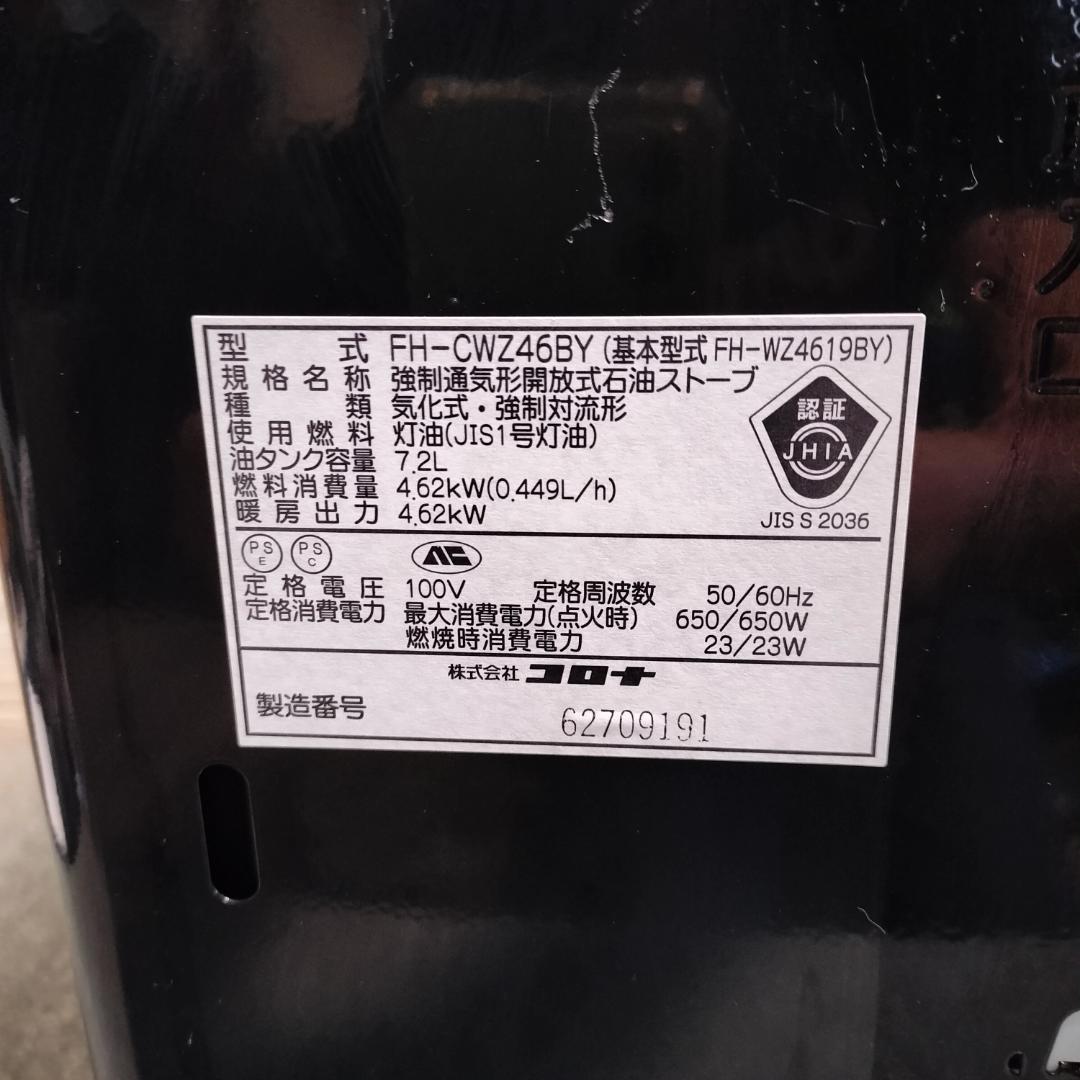 型式 FH-CWZ46BY (基本型式 FH-WZ4619BY)
規格名称 強制通気形開放式石油ストーブ
種類 気化式・強制対流形
使用燃料 灯油(JIS1号灯油)
油タンク容量 7.2L
燃料消費量 4.62kW(0.449L/h)
暖房出力 4.62kW
認証
JHIA
JIS S 2036
PS E PS C
定格電圧 100V 定格周波数 50/60Hz
定格消費電力 最大消費電力(点火時) 650/650W
燃焼時消費電力 23/23W
株式会社 コロナ
製造番号 62709191